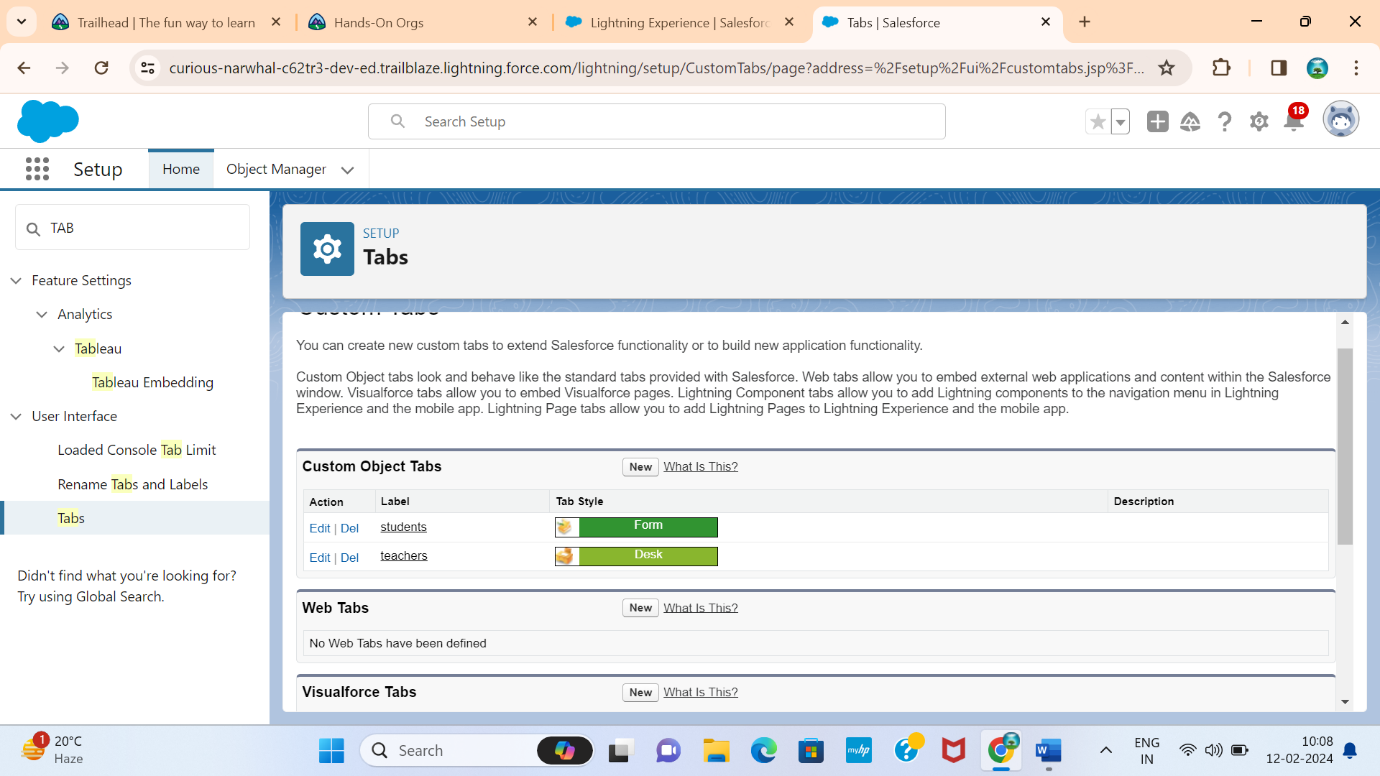 Trailhead | The fun way to learn
Hands-On Orgs
Lightning Experience | Salesforc
Tabs | Salesforce
curious-narwhal-c62tr3-dev-ed.trailblaze.lightning.force.com/lightning/setup/CustomTabs/page?address=%2Fsetup%2Fui%2Fcustomtabs.jsp%3F...
Search Setup
18
Setup
Home
Object Manager
TAB
Feature Settings
Analytics
Tableau
Tableau Embedding
User Interface
Loaded Console Tab Limit
Rename Tabs and Labels
Tabs
Didn't find what you're looking for?
Try using Global Search.
SETUP
Tabs
Custom Tabs
You can create new custom tabs to extend Salesforce functionality or to build new application functionality.
Custom Object tabs look and behave like the standard tabs provided with Salesforce. Web tabs allow you to embed external web applications and content within the Salesforce
window. Visualforce tabs allow you to embed Visualforce pages. Lightning Component tabs allow you to add Lightning components to the navigation menu in Lightning
Experience and the mobile app. Lightning Page tabs allow you to add Lightning Pages to Lightning Experience and the mobile app.
Custom Object Tabs New What Is This?
Action Label Tab Style Description
Edit | Del students Form
Edit | Del teachers Desk
Web Tabs New What Is This?
No Web Tabs have been defined
Visualforce Tabs New What Is This?
1
20°C
Haze
Search
myhp
?
W
ENG
IN
10:08
12-02-2024